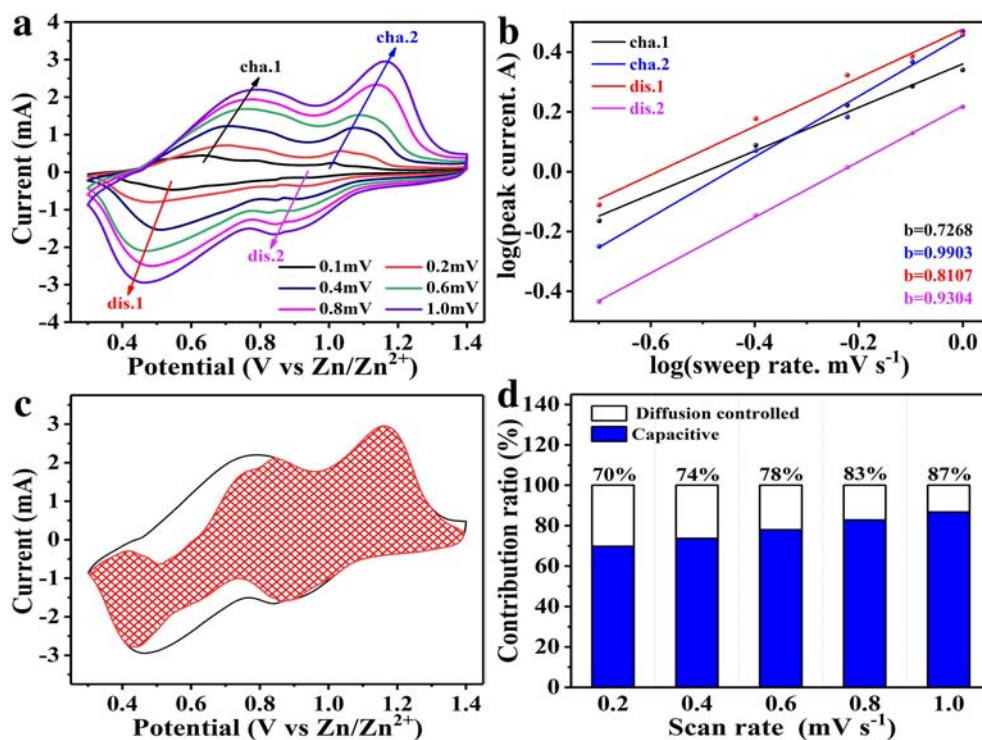 a
4
3
2
1
0
-1
-2
-3
-4
Current (mA)
cha.1
cha.2
dis.1
dis.2
0.1mV 0.2mV
0.4mV 0.6mV
0.8mV 1.0mV
0.4 0.6 0.8 1.0 1.2 1.4
Potential (V vs Zn/Zn²⁺)
b
0.4
0.2
0.0
-0.2
-0.4
log(peak current. A)
cha.1
cha.2
dis.1
dis.2
b=0.7268
b=0.9903
b=0.8107
b=0.9304
-0.6 -0.4 -0.2 0.0
log(sweep rate. mV s⁻¹)
c
3
2
1
0
-1
-2
-3
Current (mA)
0.4 0.6 0.8 1.0 1.2 1.4
Potential (V vs Zn/Zn²⁺)
d
140
120
100
80
60
40
20
0
Contribution ratio (%)
Diffusion controlled
Capacitive
70% 74% 78% 83% 87%
0.2 0.4 0.6 0.8 1.0
Scan rate (mV s⁻¹)